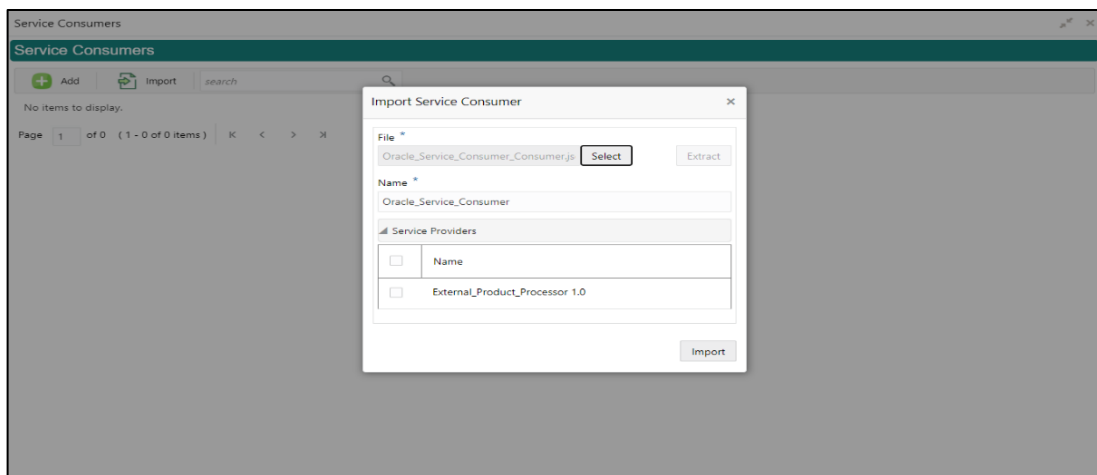 Service Consumers
Service Consumers
Add Import search
No items to display.
Page 1 of 0 (1 - 0 of 0 items)
Import Service Consumer
File *
Oracle_Service_Consumer_Consumer.js Select Extract
Name *
Oracle_Service_Consumer
Service Providers
Name
External_Product_Processor 1.0
Import